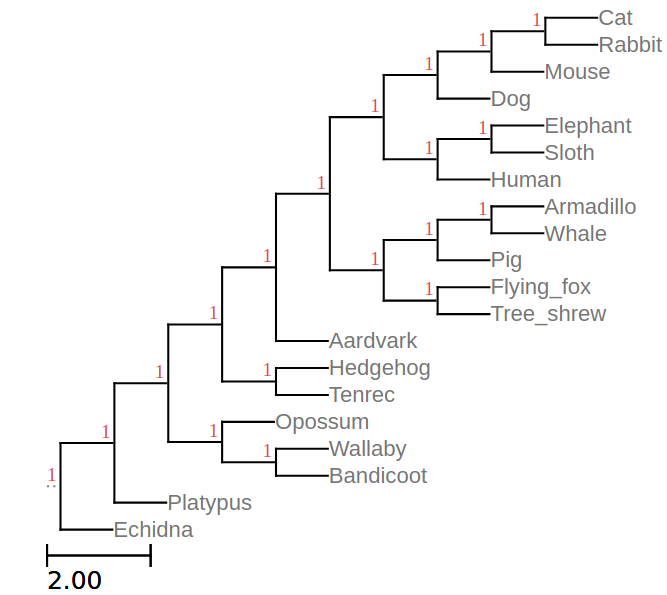 1 Cat
1 Rabbit
1 Mouse
1 Dog
1 Elephant
1 Sloth
1 Human
1 Armadillo
1 Whale
1 Pig
1 Flying_fox
1 Tree_shrew
1 Aardvark
1 Hedgehog
1 Tenrec
1 Opossum
1 Wallaby
1 Bandicoot
1 Platypus
Echidna
2.00